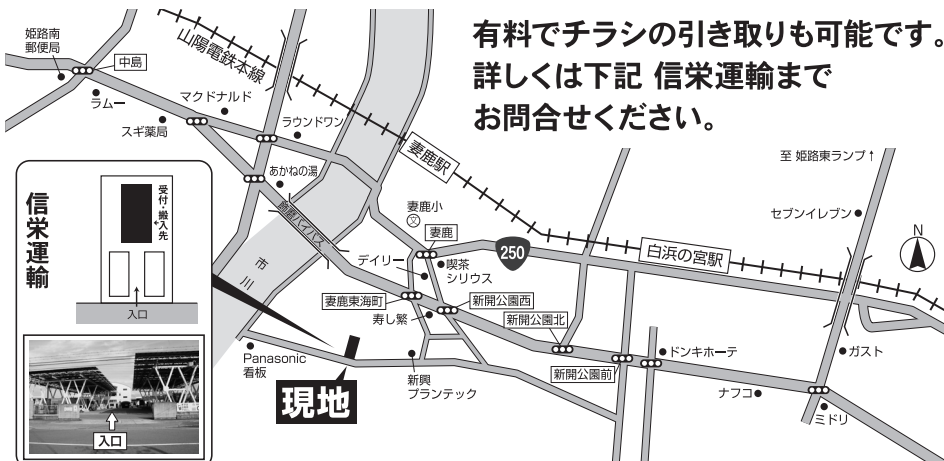 有料でチラシの引き取りも可能です。
詳しくは下記 信栄運輸まで
お問合せください。
姫路南
郵便局
中島
山陽電鉄本線
ラムー
マクドナルド
スギ薬局
ラウンドワン
あかねの湯
妻鹿駅
至 姫路東ランプ↑
セブンイレブン
N
妻鹿小
文
妻鹿
250
白浜の宮駅
飾磨バイパス
市川
デイリー
喫茶
シリウス
妻鹿東海町
新開公園西
寿し繁
新開公園北
新開公園前
ドンキホーテ
ガスト
ナフコ
ミドリ
Panasonic
看板
新興
プランテック
現地
信栄運輸
受付・搬入先
入口
入口